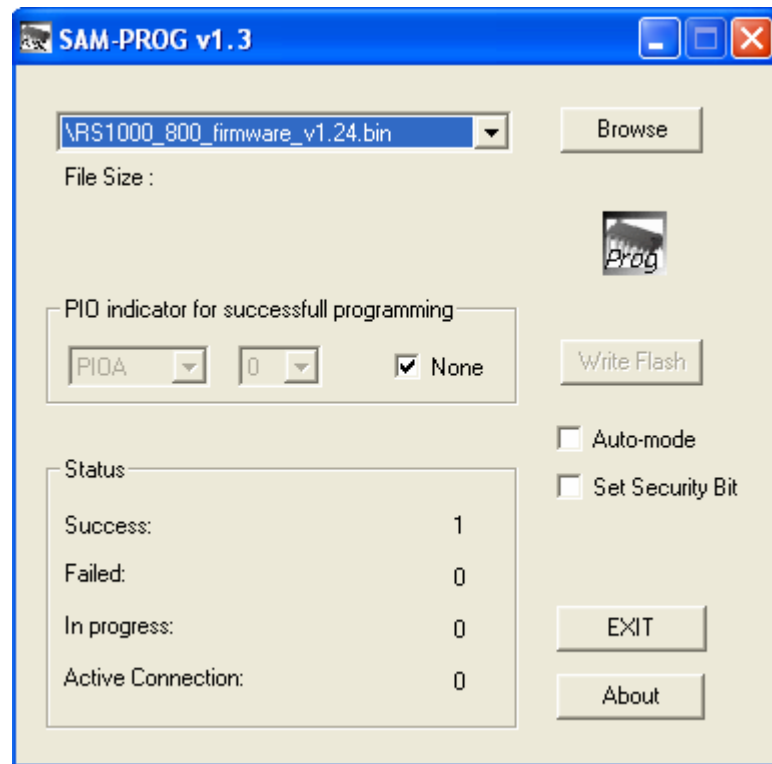 SAM-PROG v1.3
\RS1000_800_firmware_v1.24.bin
Browse
File Size :
Prog
PIO indicator for successfull programming
PIOA 0 None
Write Flash
Auto-mode
Set Security Bit
Status
Success: 1
Failed: 0
In progress: 0
Active Connection: 0
EXIT
About